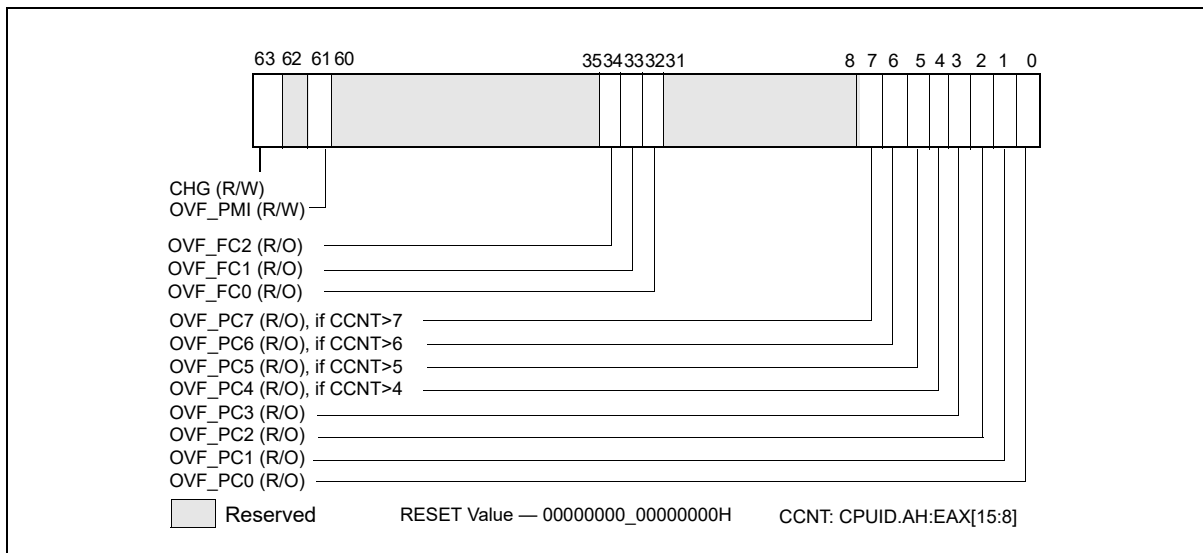 63 62 61 60 35 34 33 32 31 8 7 6 5 4 3 2 1 0
CHG (R/W)
OVF_PMI (R/W)
OVF_FC2 (R/O)
OVF_FC1 (R/O)
OVF_FC0 (R/O)
OVF_PC7 (R/O), if CCNT>7
OVF_PC6 (R/O), if CCNT>6
OVF_PC5 (R/O), if CCNT>5
OVF_PC4 (R/O), if CCNT>4
OVF_PC3 (R/O)
OVF_PC2 (R/O)
OVF_PC1 (R/O)
OVF_PC0 (R/O)
Reserved RESET Value — 00000000_00000000H CCNT: CPUID.AH:EAX[15:8]